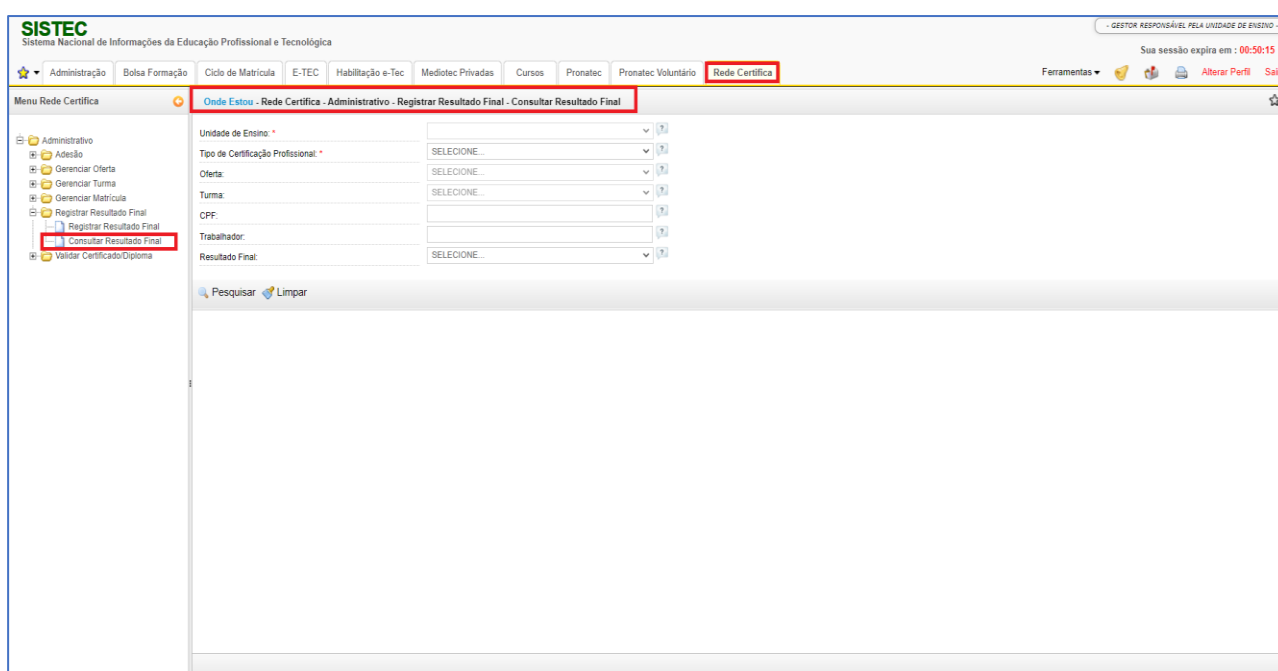 SISTEC
Sistema Nacional de Informações da Educação Profissional e Tecnológica
- GESTOR RESPONSÁVEL PELA UNIDADE DE ENSINO -
Sua sessão expira em : 00:50:15
Administração Bolsa Formação Ciclo de Matrícula E-TEC Habilitação e-Tec Mediotec Privadas Cursos Pronatec Pronatec Voluntário Rede Certifica
Ferramentas Alterar Perfil Sai
Menu Rede Certifica
Onde Estou - Rede Certifica - Administrativo - Registrar Resultado Final - Consultar Resultado Final
Administrativo
Adesão
Gerenciar Oferta
Gerenciar Turma
Gerenciar Matrícula
Registrar Resultado Final
Registrar Resultado Final
Consultar Resultado Final
Validar Certificado/Diploma
Unidade de Ensino: *
Tipo de Certificação Profissional: * SELECIONE...
Oferta: SELECIONE...
Turma: SELECIONE...
CPF:
Trabalhador:
Resultado Final: SELECIONE...
Pesquisar Limpar